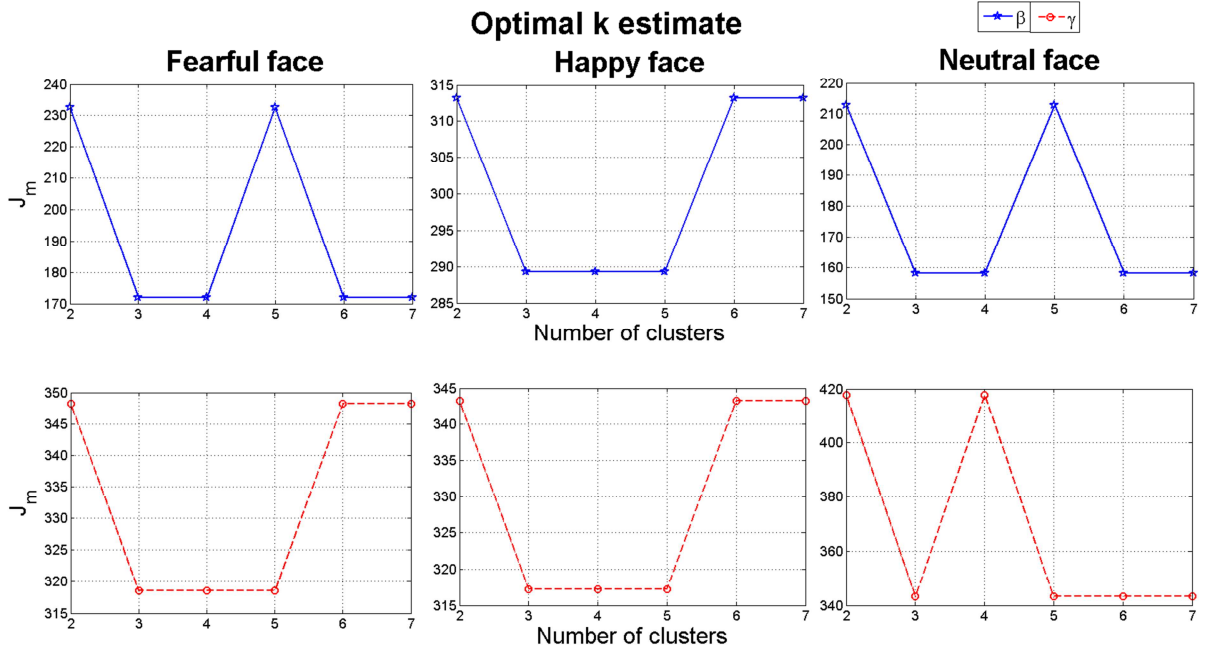 Optimal k estimate
β γ
Fearful face Happy face Neutral face
240 230 220 210 200 190 180 170
J_m
2 3 4 5 6 7
315 310 305 300 295 290 285
2 3 4 5 6 7
Number of clusters
220 210 200 190 180 170 160 150
2 3 4 5 6 7
350 345 340 335 330 325 320 315
J_m
2 3 4 5 6 7
345 340 335 330 325 320 315
2 3 4 5 6 7
Number of clusters
420 400 380 360 340
2 3 4 5 6 7